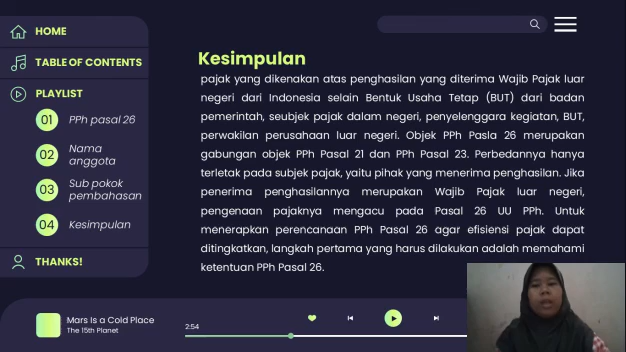 HOME
TABLE OF CONTENTS
PLAYLIST
01 PPh pasal 26
02 Nama
anggota
03 Sub pokok
pembahasan
04 Kesimpulan
THANKS!
Kesimpulan
pajak yang dikenakan atas penghasilan yang diterima Wajib Pajak luar
negeri dari Indonesia selain Bentuk Usaha Tetap (BUT) dari badan
pemerintah, seubjek pajak dalam negeri, penyelenggara kegiatan, BUT,
perwakilan perusahaan luar negeri. Objek PPh Pasla 26 merupakan
gabungan objek PPh Pasal 21 dan PPh Pasal 23. Perbedannya hanya
terletak pada subjek pajak, yaitu pihak yang menerima penghasilan. Jika
penerima penghasilannya merupakan Wajib Pajak luar negeri,
pengenaan pajaknya mengacu pada Pasal 26 UU PPh. Untuk
menerapkan perencanaan PPh Pasal 26 agar efisiensi pajak dapat
ditingkatkan, langkah pertama yang harus dilakukan adalah memahami
ketentuan PPh Pasal 26.
Mars Is a Cold Place
The 15th Planet
2:54